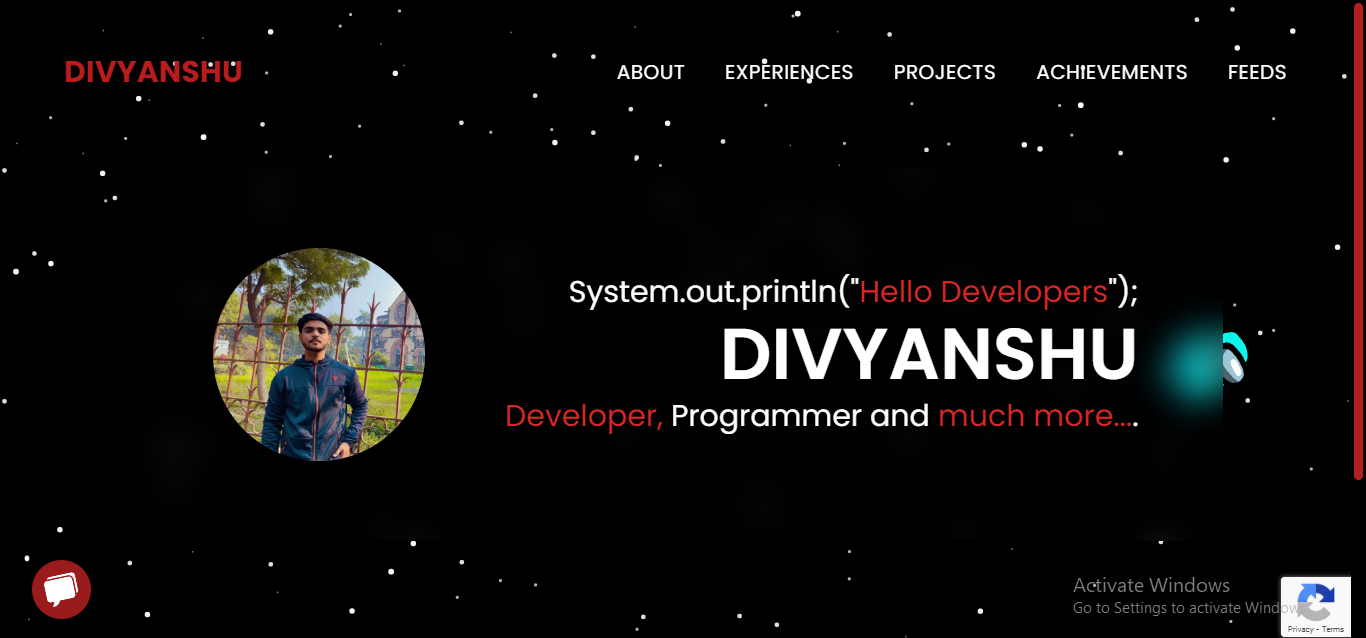 DIVYANSHU
ABOUT EXPERIENCES PROJECTS ACHIEVEMENTS FEEDS
System.out.println("Hello Developers");
DIVYANSHU
Developer, Programmer and much more....
Activate Windows
Go to Settings to activate Windows.
Privacy - Terms